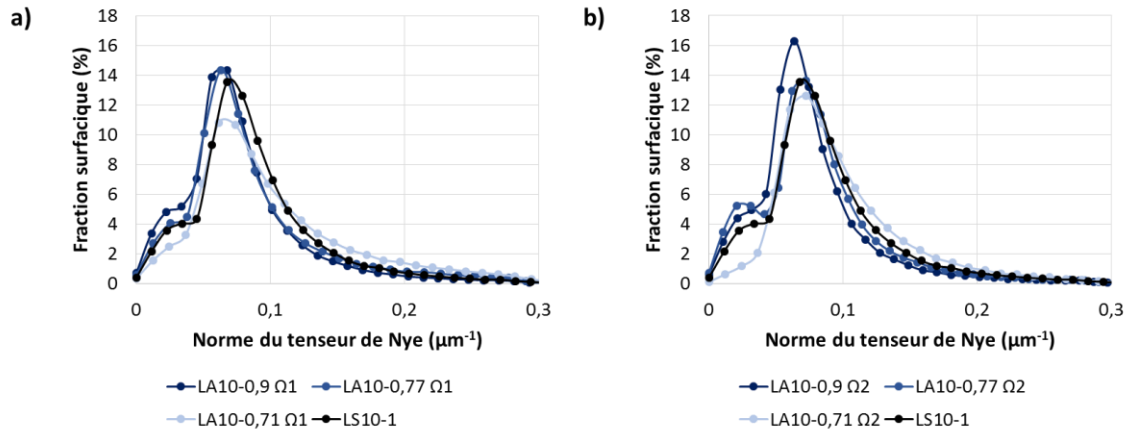 a)
Fraction surfacique (%)
18
16
14
12
10
8
6
4
2
0
0
0,1
0,2
0,3
Norme du tenseur de Nye (µm⁻¹)
LA10-0,9 Ω1
LA10-0,77 Ω1
LA10-0,71 Ω1
LS10-1
b)
Fraction surfacique (%)
18
16
14
12
10
8
6
4
2
0
0
0,1
0,2
0,3
Norme du tenseur de Nye (µm⁻¹)
LA10-0,9 Ω2
LA10-0,77 Ω2
LA10-0,71 Ω2
LS10-1